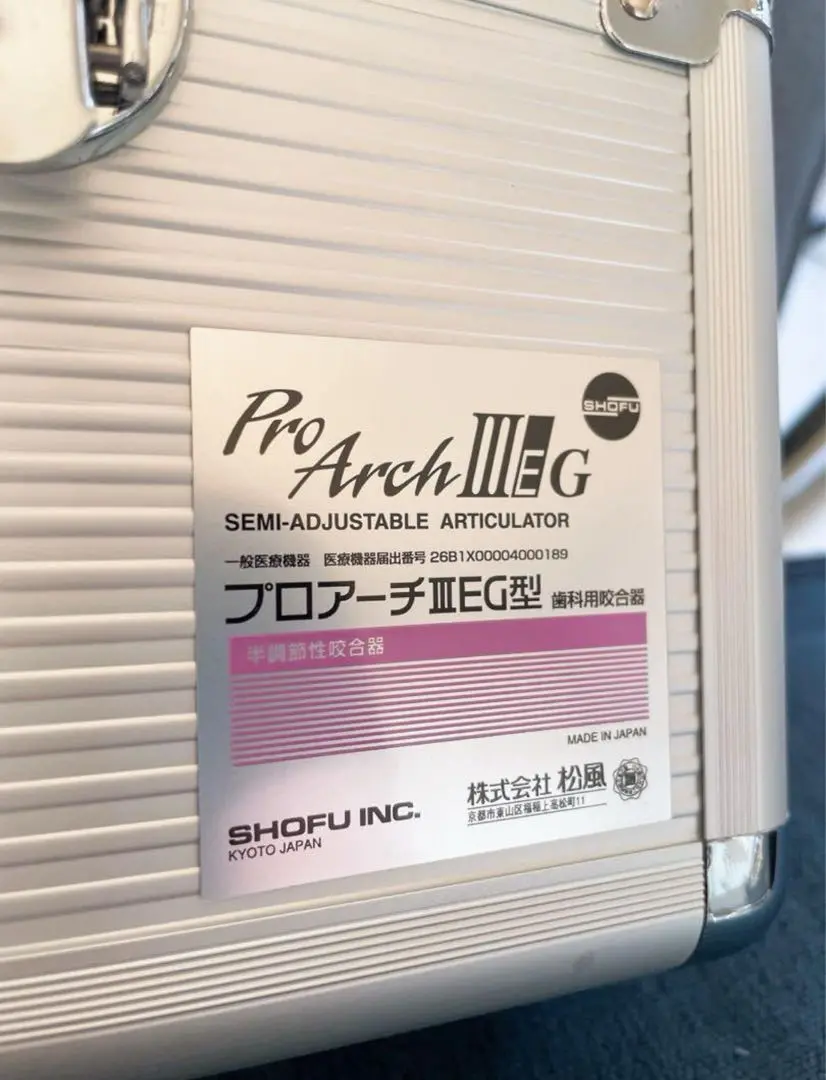 Pro Arch III EG
SHOFU
SEMI-ADJUSTABLE ARTICULATOR
一般医療機器 医療機器届出番号 26B1X00004000189
プロアーチⅢEG型 歯科用咬合器
半調節性咬合器
MADE IN JAPAN
株式会社 松風
京都市東山区福稲上高松町11
SHOFU INC.
KYOTO JAPAN